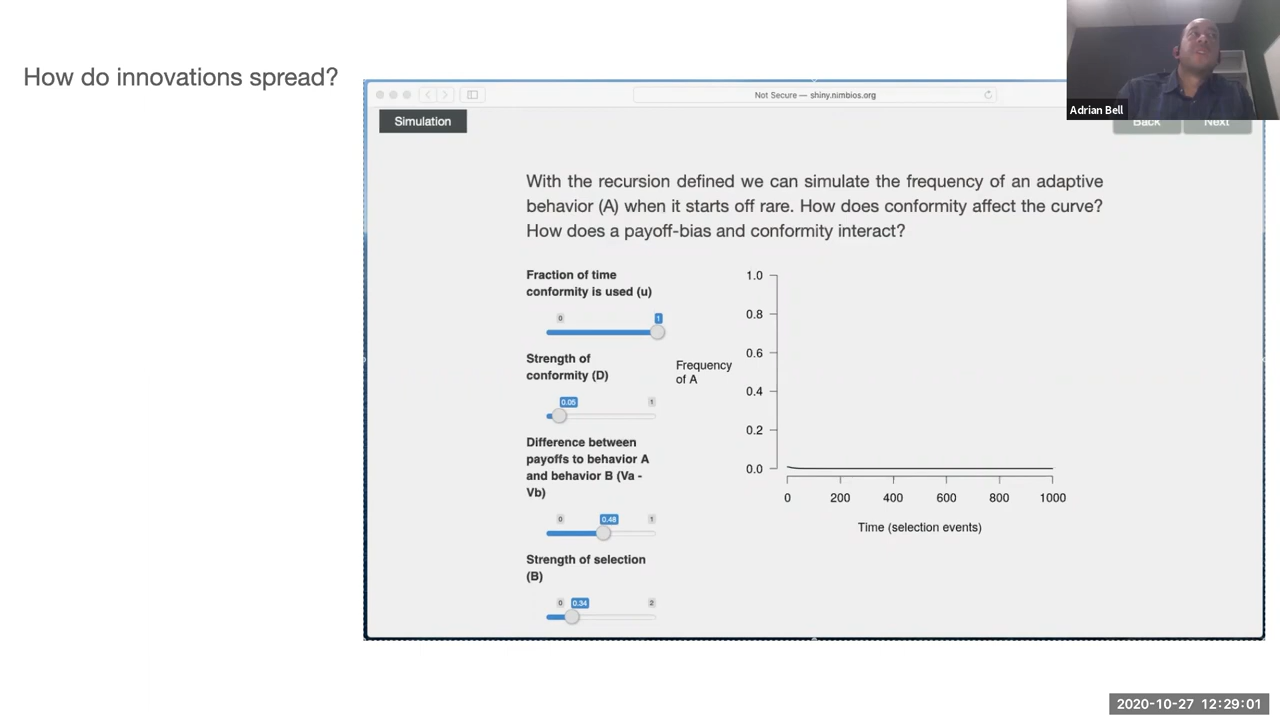 How do innovations spread?
Not Secure — shiny.nimbios.org
Adrian Bell
Simulation
Back
Next
With the recursion defined we can simulate the frequency of an adaptive
behavior (A) when it starts off rare. How does conformity affect the curve?
How does a payoff-bias and conformity interact?
Fraction of time
conformity is used (u)
0
1
Strength of
conformity (D)
0.05
1
Difference between
payoffs to behavior A
and behavior B (Va -
Vb)
0
0.48
1
Strength of selection
(B)
0
0.34
2
Frequency
of A
1.0
0.8
0.6
0.4
0.2
0.0
0 200 400 600 800 1000
Time (selection events)
2020-10-27 12:29:01